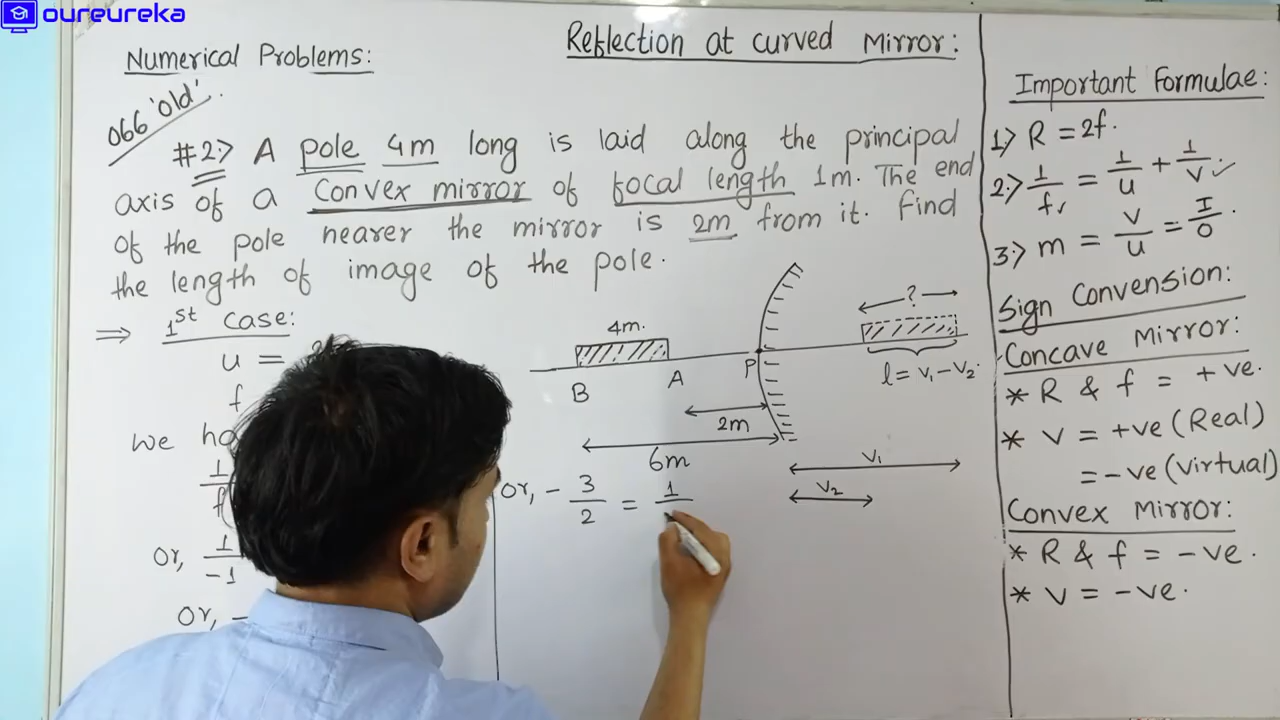 oureureka
Reflection at curved Mirror:
Numerical Problems:
066 'Old'.
#2:> A pole 4m long is laid along the principal
axis of a Convex mirror of focal length 1m. The end
of the pole nearer the mirror is 2m from it. Find
the length of image of the pole.
⇒ 1st Case:
u =
f
We ha
1
f
Or, 1
-1
Or, -
4m.
B
A
P
2m
6m
?
l = v₁ - v₂.
v₁
v₂
Or, - 3/2 = 1
Important Formulae:
1:> R = 2f.
2:> 1/f = 1/u + 1/v
3:> m = v/u = I/O.
Sign Convension:
Concave Mirror:
* R & f = +ve.
* v = +ve (Real)
= -ve (Virtual)
Convex Mirror:
* R & f = -ve.
* v = -ve.